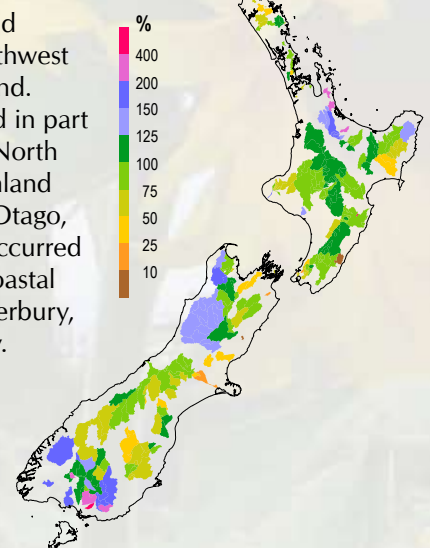 d
thwest
nd.
d in part
North
land
Otago,
ccurred
oastal
erbury,
.
%
400
200
150
125
100
75
50
25
10